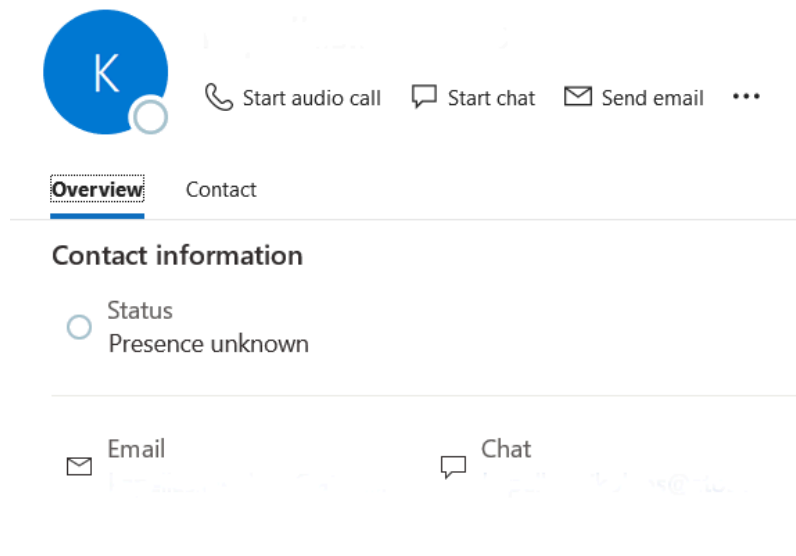 K
Start audio call Start chat Send email
Overview Contact
Contact information
Status
Presence unknown
Email Chat